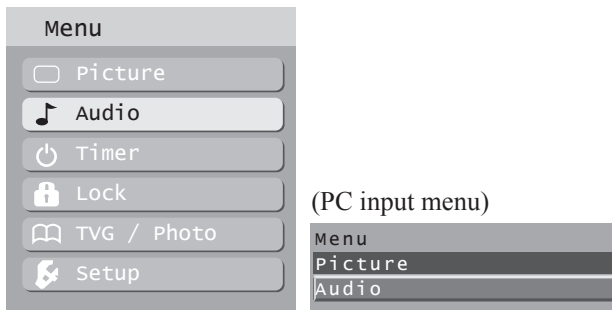 Menu
Picture
Audio
Timer
Lock
TVG / Photo
Setup
(PC input menu)
Menu
Picture
Audio